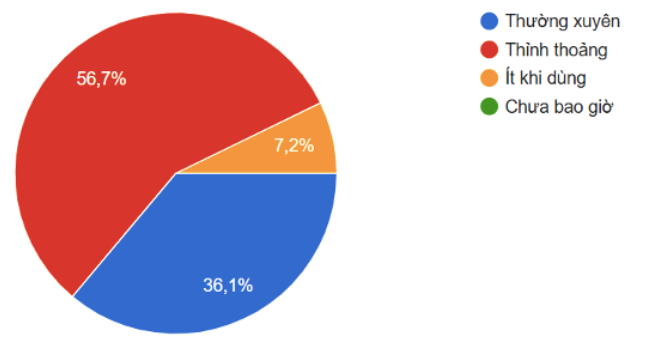 Thường xuyên
Thỉnh thoảng
Ít khi dùng
Chưa bao giờ
56,7%
7,2%
36,1%